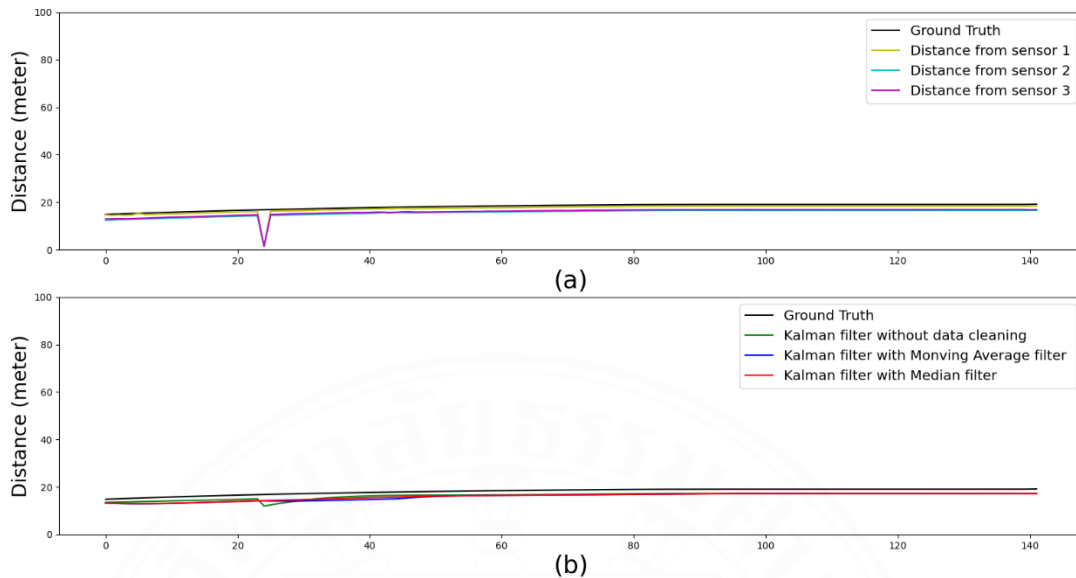 100
80
60
40
20
0
Distance (meter)
Ground Truth
Distance from sensor 1
Distance from sensor 2
Distance from sensor 3
0 20 40 60 80 100 120 140
(a)
100
80
60
40
20
0
Distance (meter)
Ground Truth
Kalman filter without data cleaning
Kalman filter with Monving Average filter
Kalman filter with Median filter
0 20 40 60 80 100 120 140
(b)